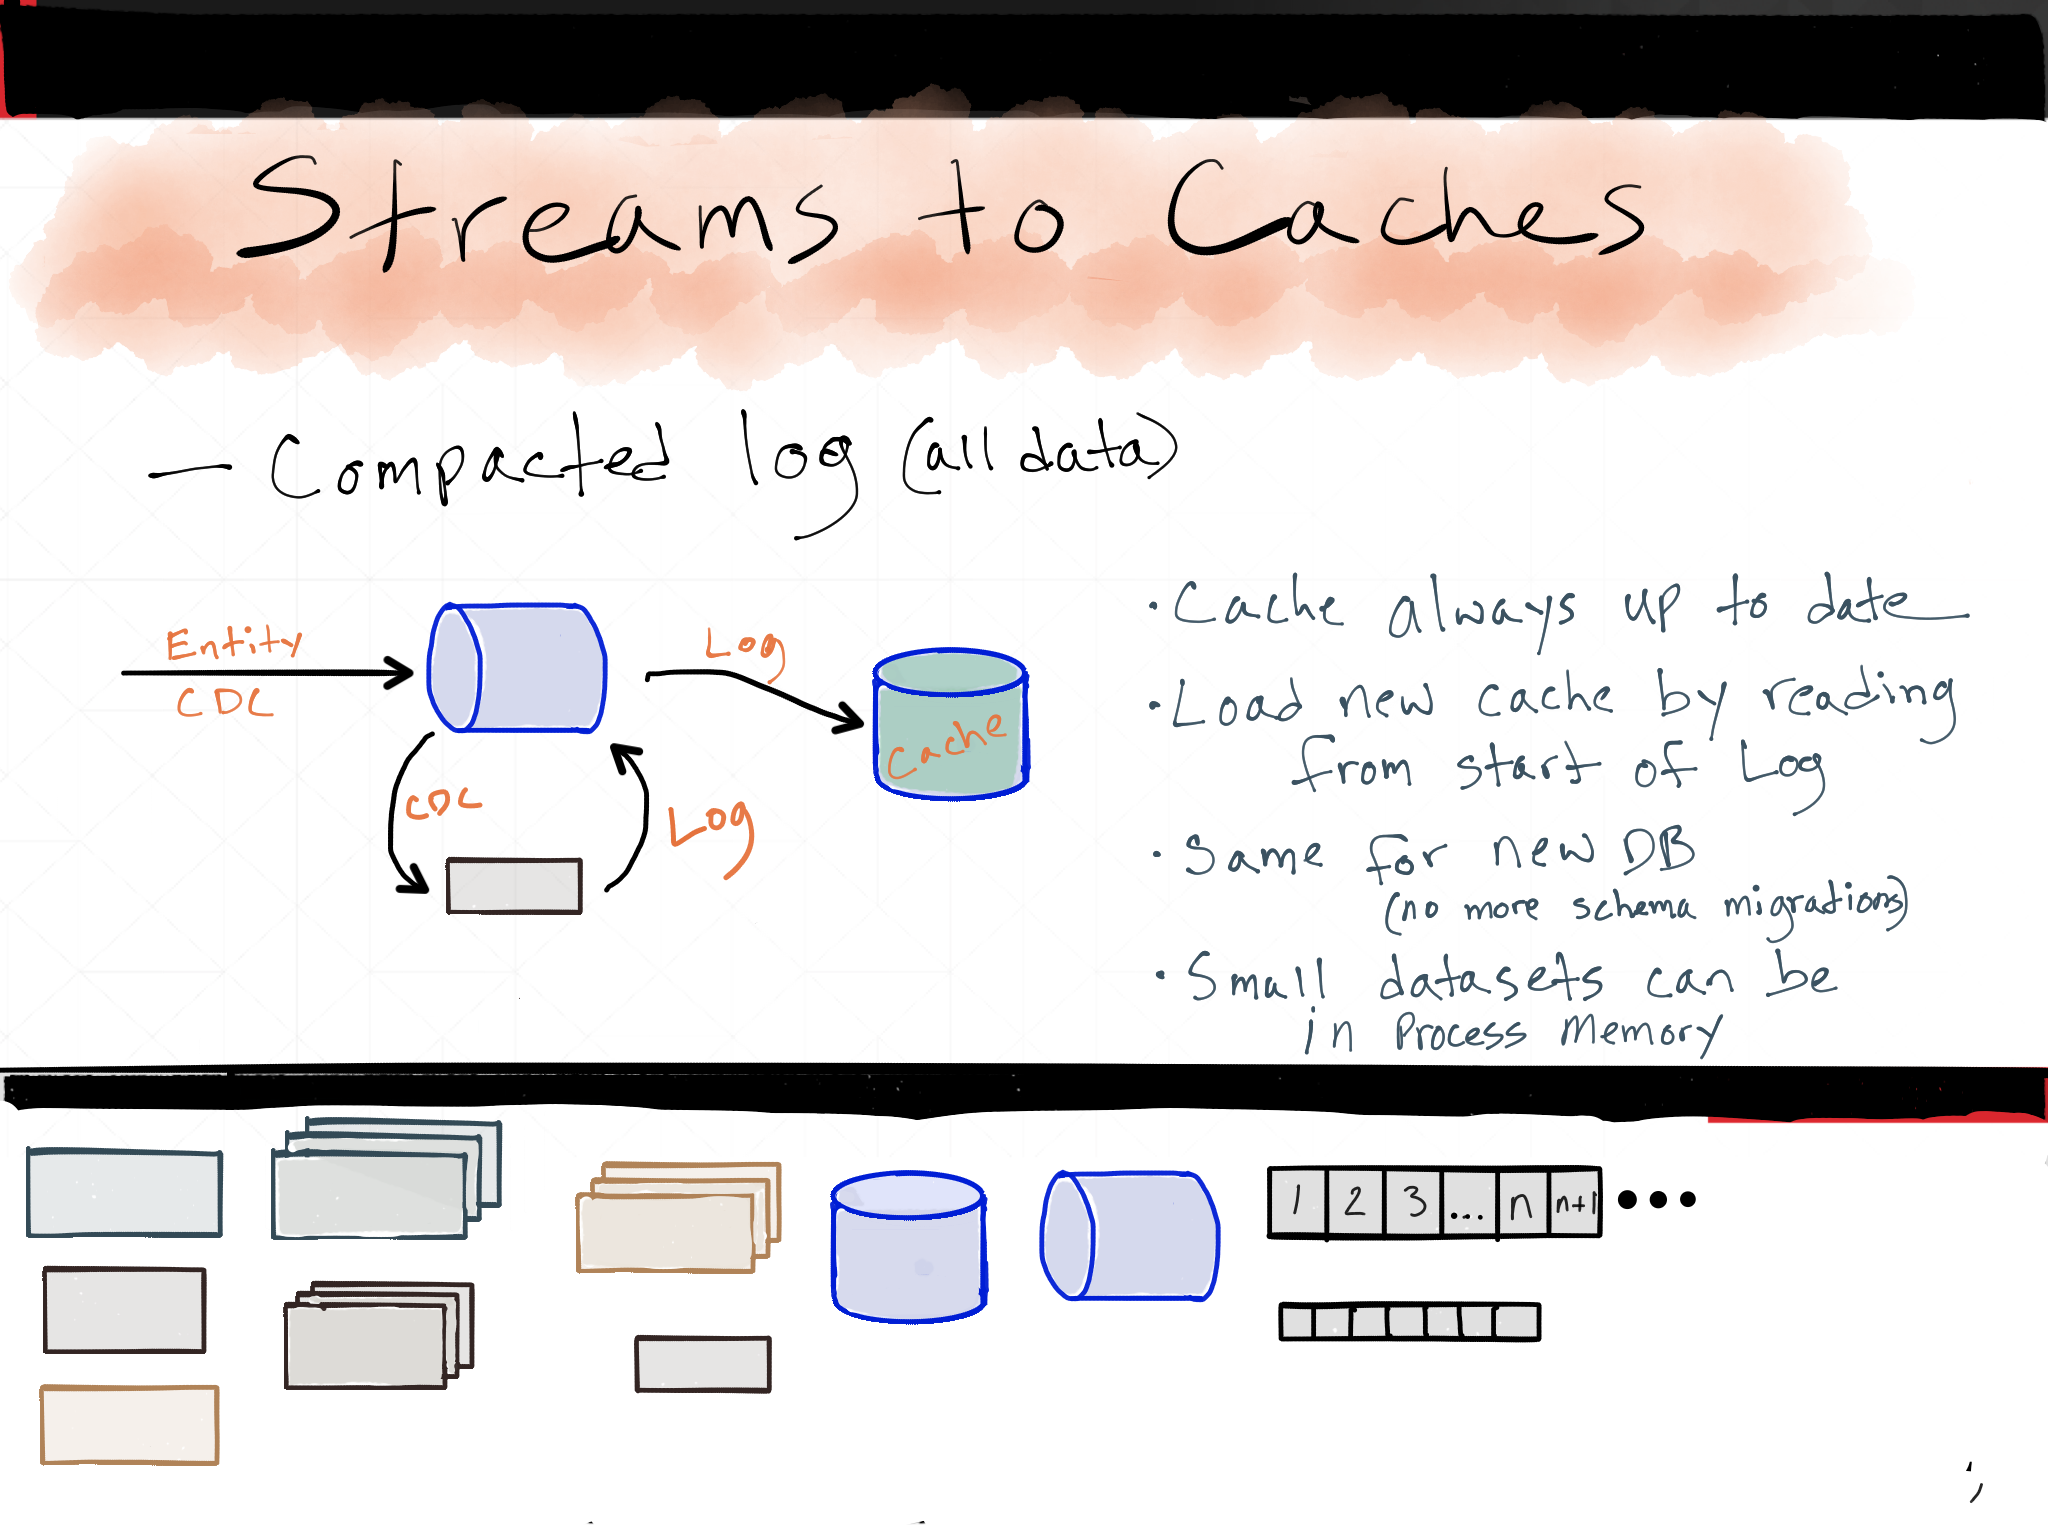 Streams to Caches
— Compacted log (all data)
Entity
CDC
Log
Cache
CDC
Log
• Cache always up to date
• Load new cache by reading
from start of Log
• Same for new DB
(no more schema migrations)
• Small datasets can be
in Process Memory
1 2 3 ... n n+1 •••